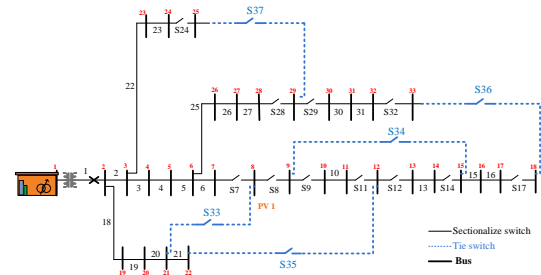 23 24 25 S37
23 S24
22
26 27 28 29 30 31 32 33 S36
25 26 27 S28 S29 30 31 S32
S34
1 2 3 4 5 6 7 8 9 10 11 12 13 14 15 16 17 18
1 2 3 4 5 6 S7 S8 S9 10 S11 S12 13 S14 15 16 S17
PV 1
18 S33
20 21 S35
19
19 20 21 22
Sectionalize switch
Tie switch
Bus